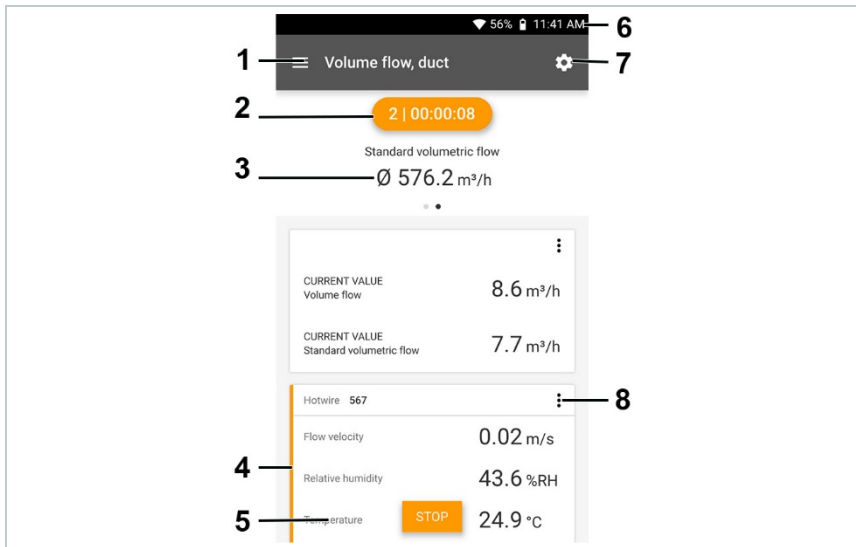 56% 11:41 AM 6
1 Volume flow, duct 7
2 2 | 00:00:08
Standard volumetric flow
3 Ø 576.2 m³/h
CURRENT VALUE
Volume flow 8.6 m³/h
CURRENT VALUE
Standard volumetric flow 7.7 m³/h
Hotwire 567 8
Flow velocity 0.02 m/s
4
Relative humidity 43.6 %RH
5 Temperature STOP 24.9 °C